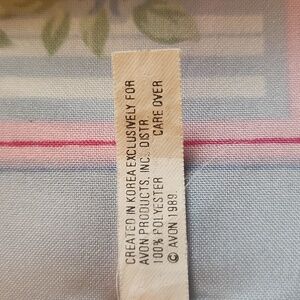 CREATED IN KOREA EXCLUSIVELY FOR
AVON PRODUCTS, INC. DISTR.
100% POLYESTER CARE OVER
© AVON 1989